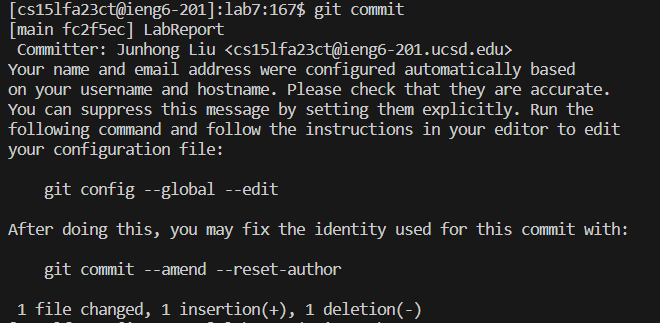 [cs15lfa23ct@ieng6-201]:lab7:167$ git commit
[main fc2f5ec] LabReport
 Committer: Junhong Liu <cs15lfa23ct@ieng6-201.ucsd.edu>
Your name and email address were configured automatically based
on your username and hostname. Please check that they are accurate.
You can suppress this message by setting them explicitly. Run the
following command and follow the instructions in your editor to edit
your configuration file:

    git config --global --edit

After doing this, you may fix the identity used for this commit with:

    git commit --amend --reset-author

 1 file changed, 1 insertion(+), 1 deletion(-)